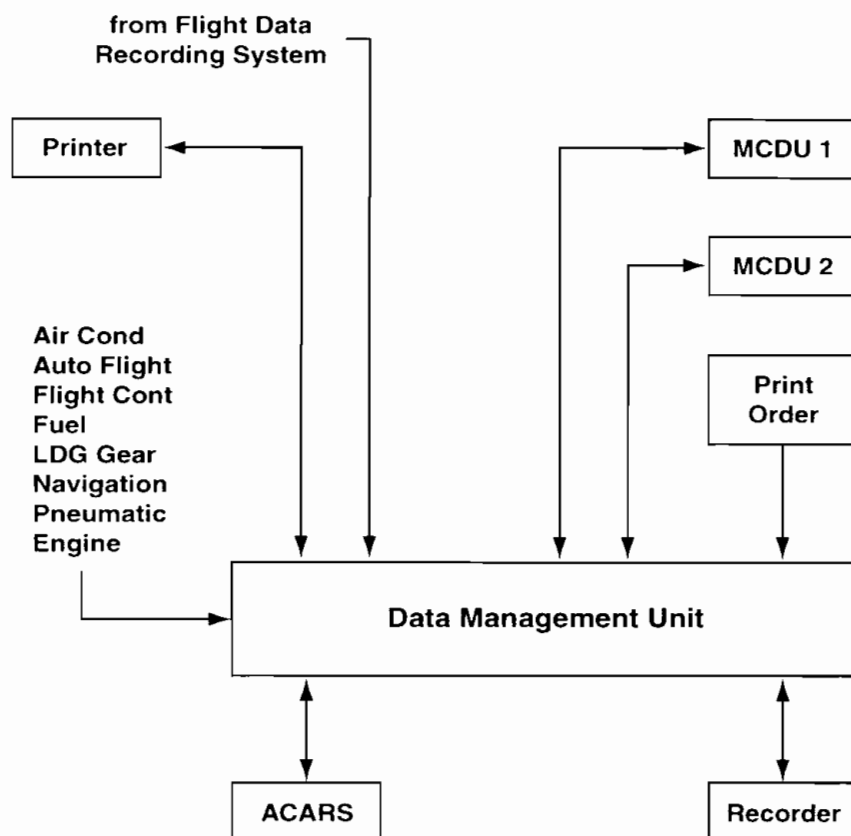 from Flight Data
Recording System
Printer
MCDU 1
MCDU 2
Air Cond
Auto Flight
Flight Cont
Fuel
LDG Gear
Navigation
Pneumatic
Engine
Print
Order
Data Management Unit
ACARS
Recorder